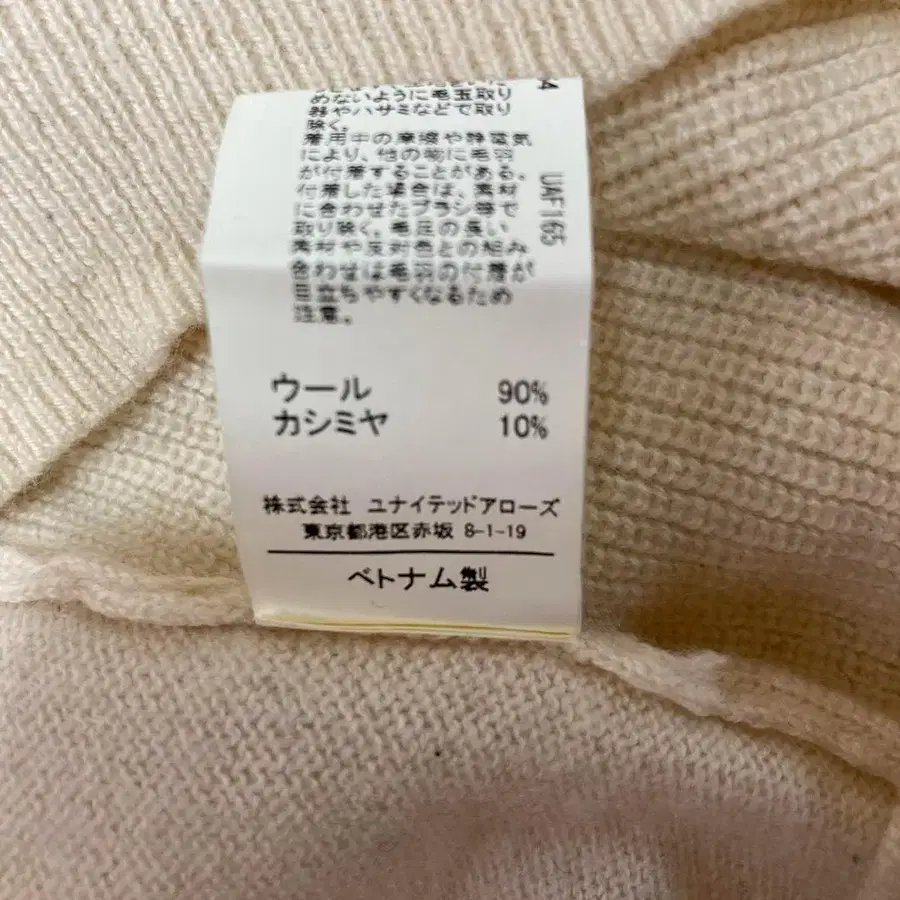 めないように毛玉取り
器やハサミなどで取り
除く。
着用中の摩擦や静電気
により、他の物に毛羽
が付着することがある。
付着した場合は、素材
に合わせたブラシ等で
取り除く。毛足の長い
素材や反対色との組み
合わせは毛羽の付着が
目立ちやすくなるため
注意。
UAF165
ウール 90%
カシミヤ 10%
株式会社 ユナイテッドアローズ
東京都港区赤坂 8-1-19
ベトナム製